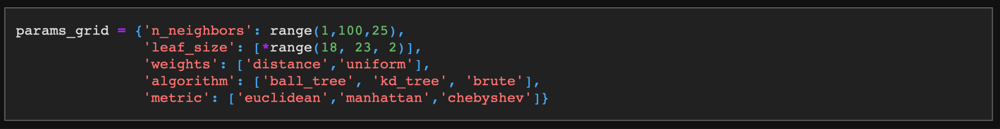 params_grid = {'n_neighbors': range(1,100,25),
               'leaf_size': [*range(18, 23, 2)],
               'weights': ['distance','uniform'],
               'algorithm': ['ball_tree', 'kd_tree', 'brute'],
               'metric': ['euclidean','manhattan','chebyshev']}